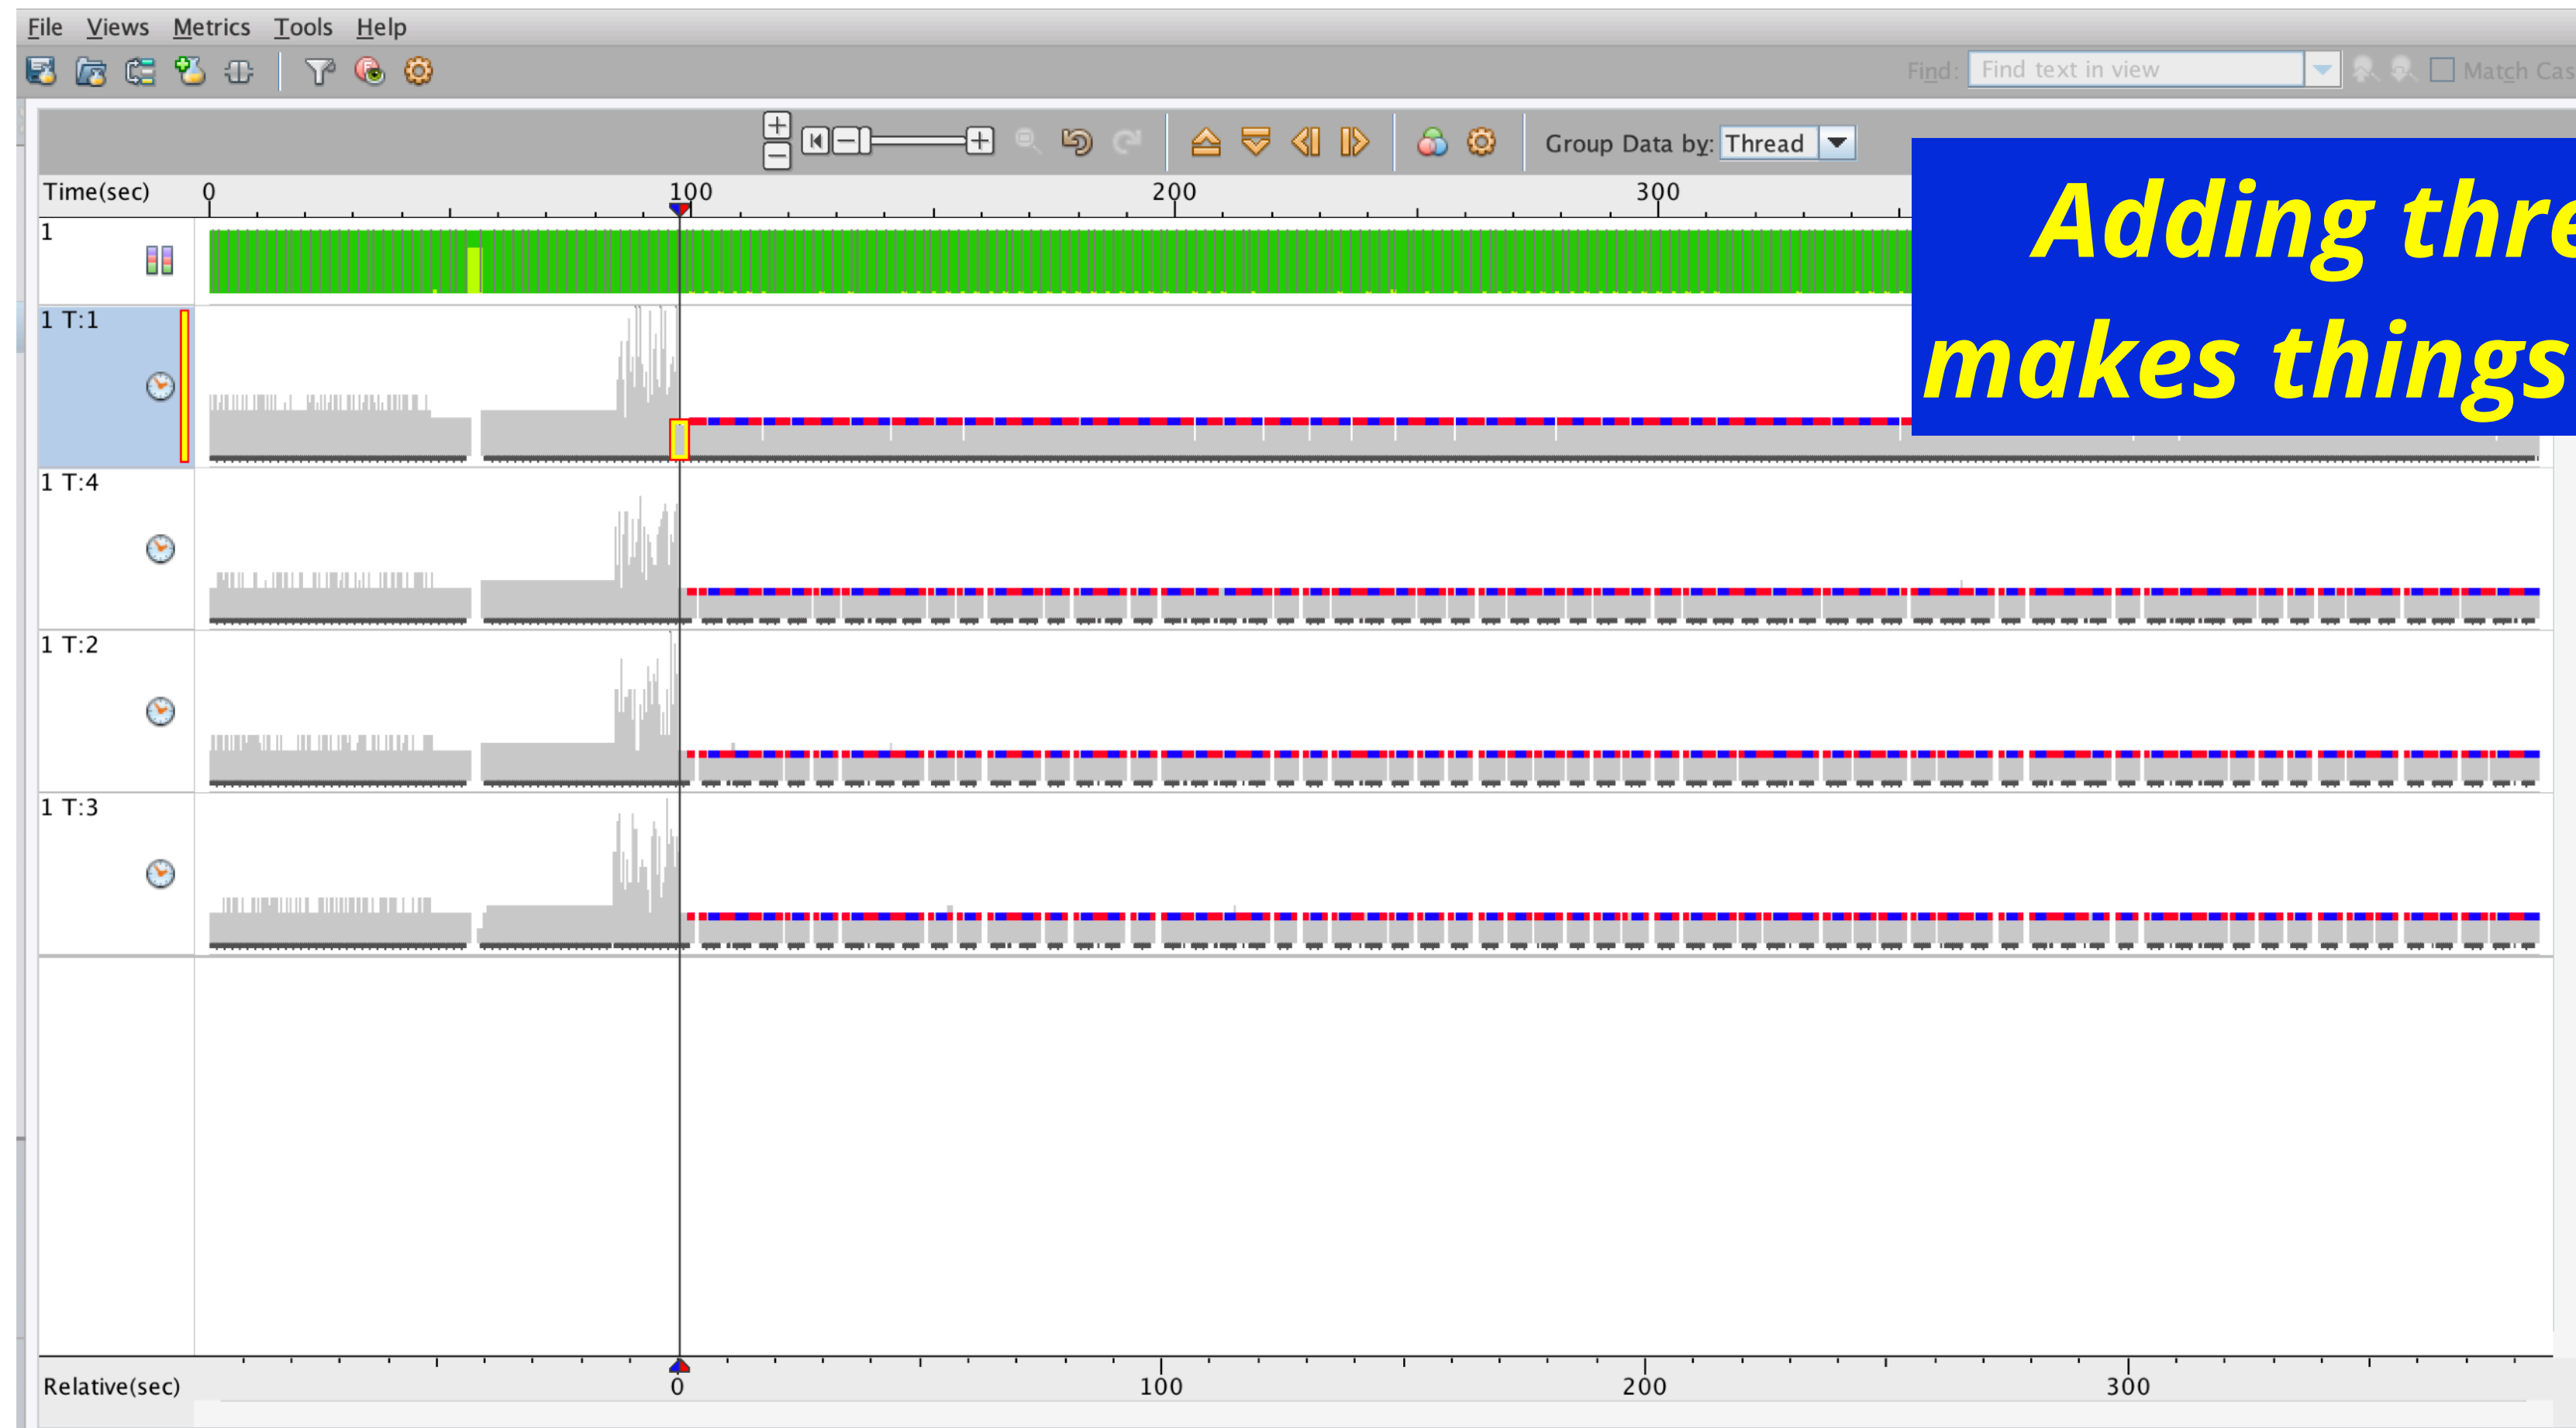 File Views Metrics Tools Help
Find: Find text in view Match Cas
Group Data by: Thread
Adding thre
makes things
Time(sec) 0 100 200 300
1
1 T:1
1 T:4
1 T:2
1 T:3
Relative(sec) 0 100 200 300